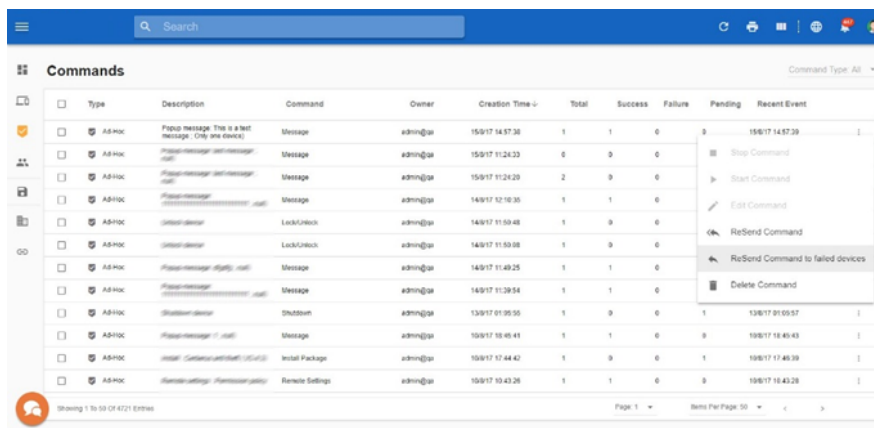 Search
Commands
Command Type: All
Type Description Command Owner Creation Time Total Success Failure Pending Recent Event
Ad-Hoc Popup message: This is a test message ; Only one device) Message admin@qa 15/8/17 14:57:38 1 1 0 0 15/8/17 14:57:39
Ad-Hoc Message admin@qa 15/8/17 11:24:33 0 0 0
Ad-Hoc Message admin@qa 15/8/17 11:24:29 2 0 0
Ad-Hoc Message admin@qa 14/8/17 12:10:35 1 1 0
Ad-Hoc Lock/Unlock admin@qa 14/8/17 11:59:48 1 0 0
Ad-Hoc Lock/Unlock admin@qa 14/8/17 11:59:08 1 0 0
Ad-Hoc Message admin@qa 14/8/17 11:49:25 1 1 0
Ad-Hoc Message admin@qa 14/8/17 11:39:54 1 1 0
Ad-Hoc Shutdown admin@qa 13/8/17 01:05:55 1 0 0 1 13/8/17 01:05:57
Ad-Hoc Message admin@qa 10/8/17 18:45:41 1 1 0 0 10/8/17 18:45:43
Ad-Hoc Install Package admin@qa 10/8/17 17:44:42 1 0 0 1 10/8/17 17:46:39
Ad-Hoc Remote Settings admin@qa 10/8/17 10:43:26 1 1 0 0 10/8/17 10:43:28
Stop Command
Start Command
Edit Command
ReSend Command
ReSend Command to failed devices
Delete Command
Showing 1 To 50 Of 4721 Entries
Page: 1
Items Per Page: 50